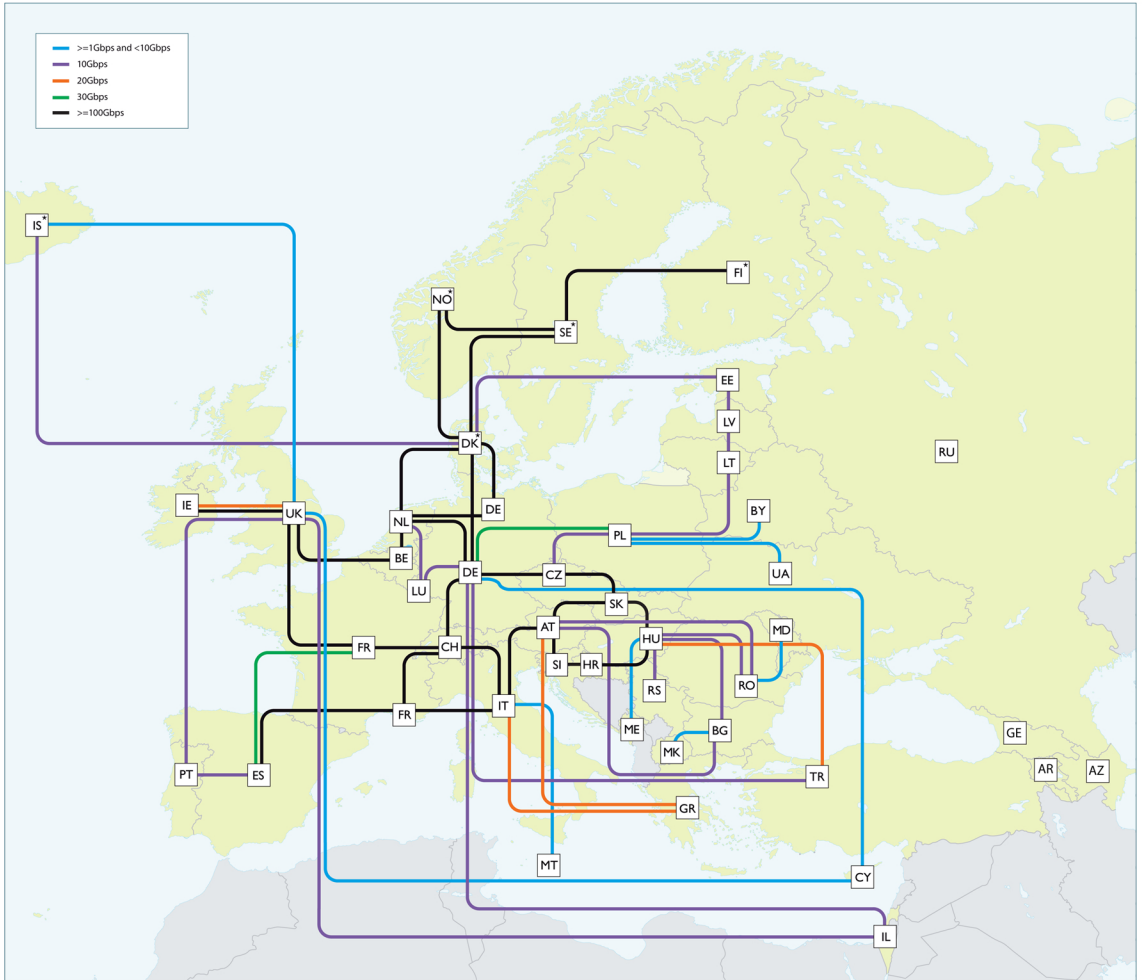 >=1Gbps and <10Gbps
10Gbps
20Gbps
30Gbps
>=100Gbps
IS*
FI*
NO*
SE*
EE
LV
DK*
LT
RU
IE
UK
DE
BY
NL
PL
BE
DE
CZ
UA
LU
SK
AT
MD
HU
FR
CH
SI
HR
RO
RS
IT
FR
ME
BG
GE
MK
PT
ES
TR
AR
AZ
GR
MT
CY
IL